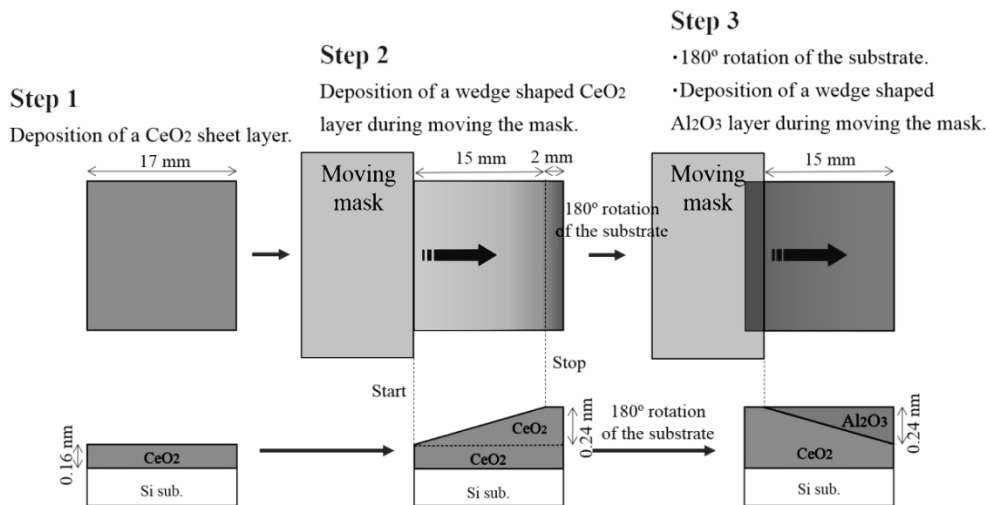 Step 1
Deposition of a CeO2 sheet layer.
17 mm
Step 2
Deposition of a wedge shaped CeO2
layer during moving the mask.
15 mm
2 mm
Moving
mask
180º rotation
of the substrate
Step 3
・180º rotation of the substrate.
・Deposition of a wedge shaped
Al2O3 layer during moving the mask.
15 mm
Moving
mask
Start
Stop
0.16 nm
CeO2
Si sub.
CeO2
CeO2
Si sub.
0.24 nm
180º rotation
of the substrate
Al2O3
CeO2
Si sub.
0.24 nm